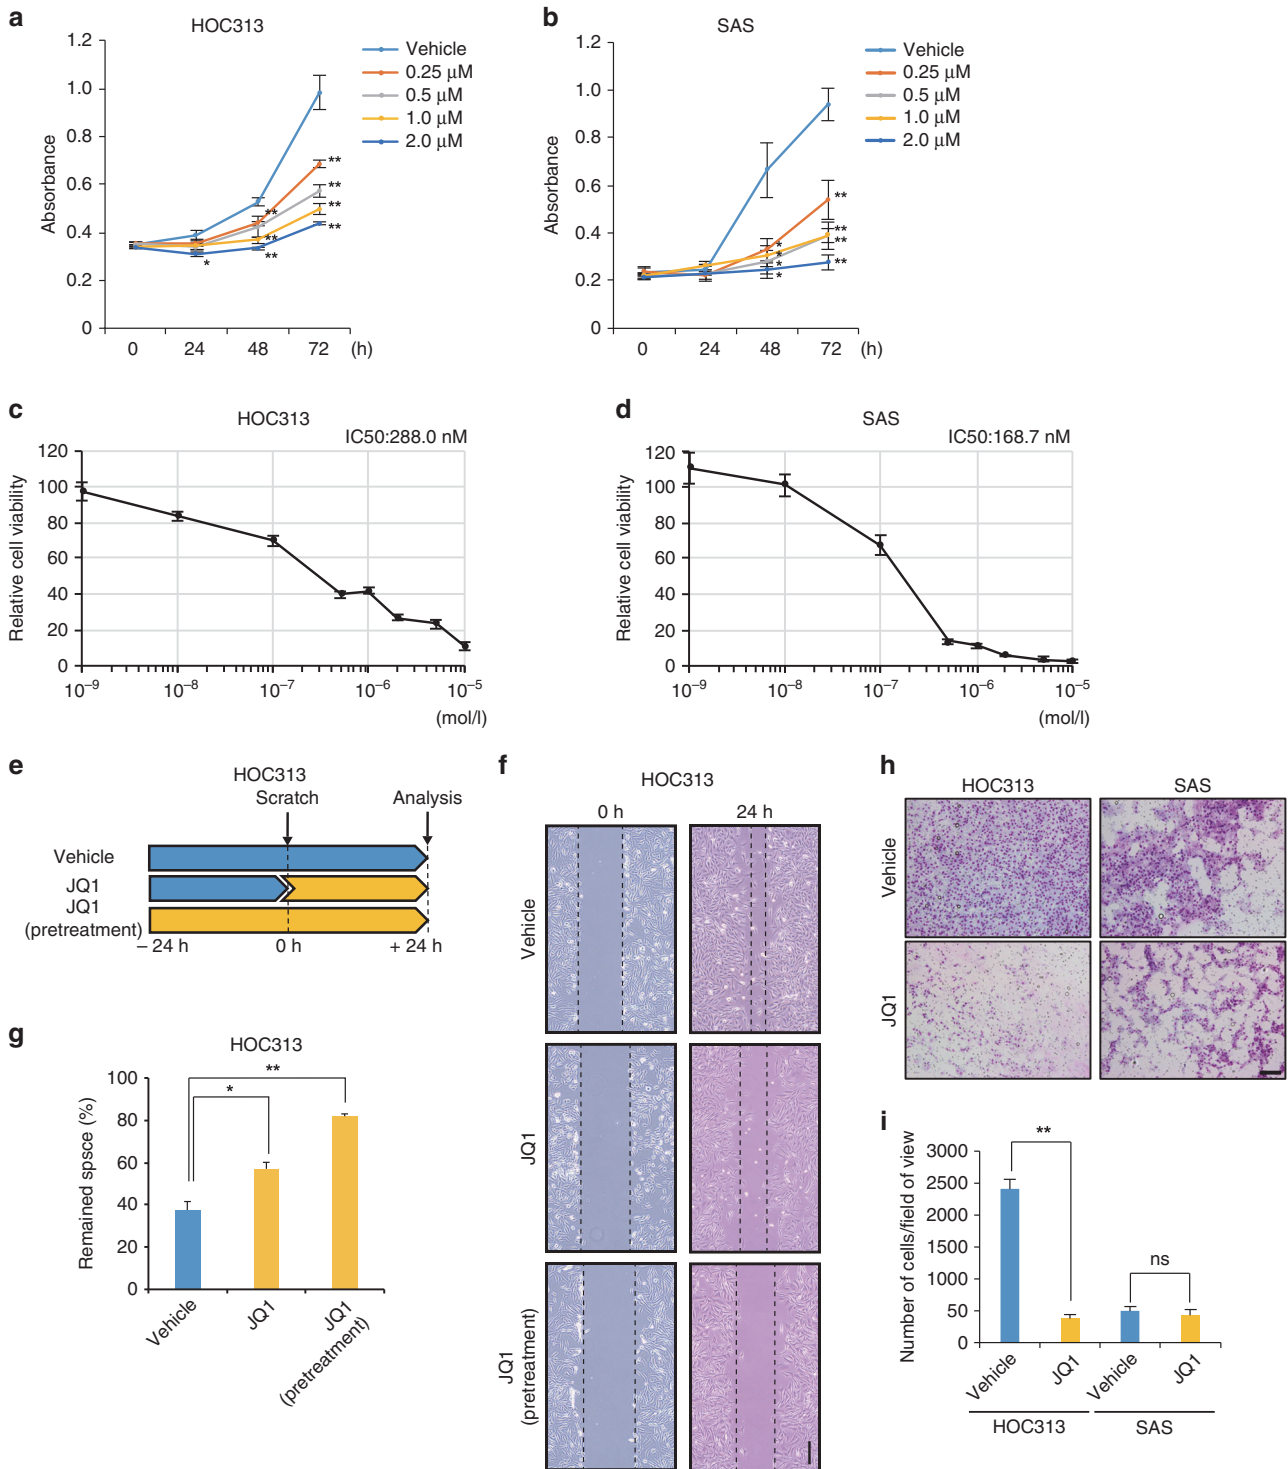 a
HOC313
1.2
1.0
0.8
0.6
0.4
0.2
0
Absorbance
0 24 48 72 (h)
Vehicle
0.25 µM
0.5 µM
1.0 µM
2.0 µM
**
**
**
**
**
**
**
*
b
SAS
1.2
1.0
0.8
0.6
0.4
0.2
0
Absorbance
0 24 48 72 (h)
Vehicle
0.25 µM
0.5 µM
1.0 µM
2.0 µM
**
**
**
**
*
*
*
c
HOC313
IC50:288.0 nM
120
100
80
60
40
20
0
Relative cell viability
10⁻⁹ 10⁻⁸ 10⁻⁷ 10⁻⁶ 10⁻⁵
(mol/l)
d
SAS
IC50:168.7 nM
120
100
80
60
40
20
0
Relative cell viability
10⁻⁹ 10⁻⁸ 10⁻⁷ 10⁻⁶ 10⁻⁵
(mol/l)
e
HOC313
Scratch Analysis
Vehicle
JQ1
JQ1
(pretreatment)
– 24 h 0 h + 24 h
f
HOC313
0 h 24 h
Vehicle
JQ1
JQ1
(pretreatment)
g
HOC313
100
80
60
40
20
0
Remained spsce (%)
**
*
Vehicle
JQ1
JQ1
(pretreatment)
h
HOC313 SAS
Vehicle
JQ1
i
3000
2500
2000
1500
1000
50
0
Number of cells/field of view
**
ns
Vehicle
JQ1
Vehicle
JQ1
HOC313 SAS